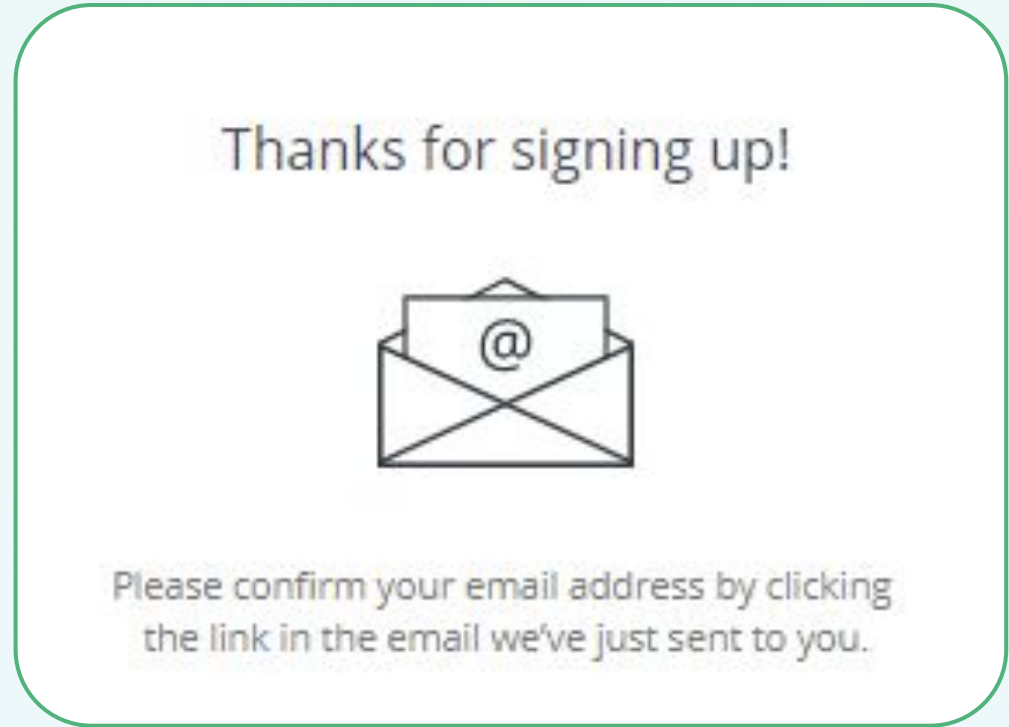 Thanks for signing up!
@
Please confirm your email address by clicking
the link in the email we've just sent to you.